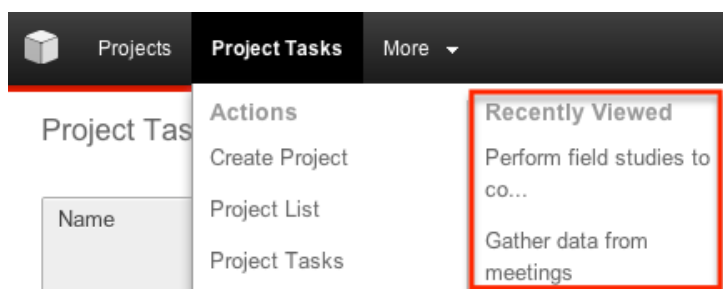 Projects Project Tasks More
Project Tas
Name
Actions
Create Project
Project List
Project Tasks
Recently Viewed
Perform field studies to
co...
Gather data from
meetings